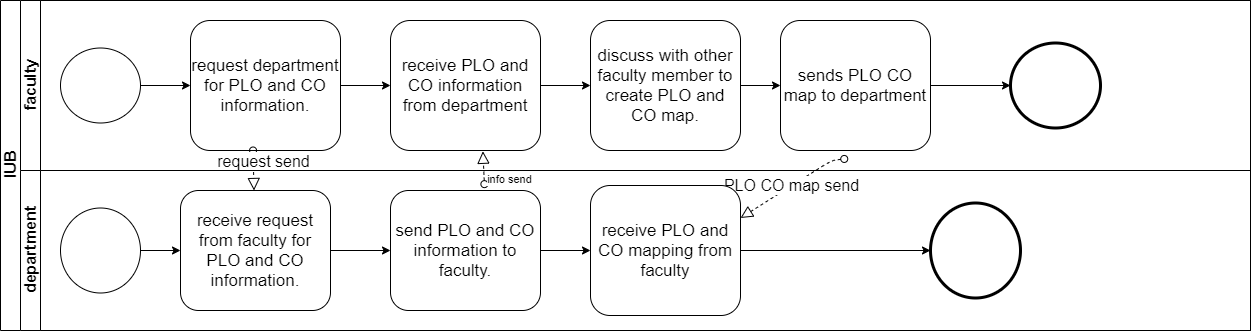 IUB
faculty
request department
for PLO and CO
information.
receive PLO and
CO information
from department
discuss with other
faculty member to
create PLO and
CO map.
sends PLO CO
map to department
request send
info send
PLO CO map send
department
receive request
from faculty for
PLO and CO
information.
send PLO and CO
information to
faculty.
receive PLO and
CO mapping from
faculty